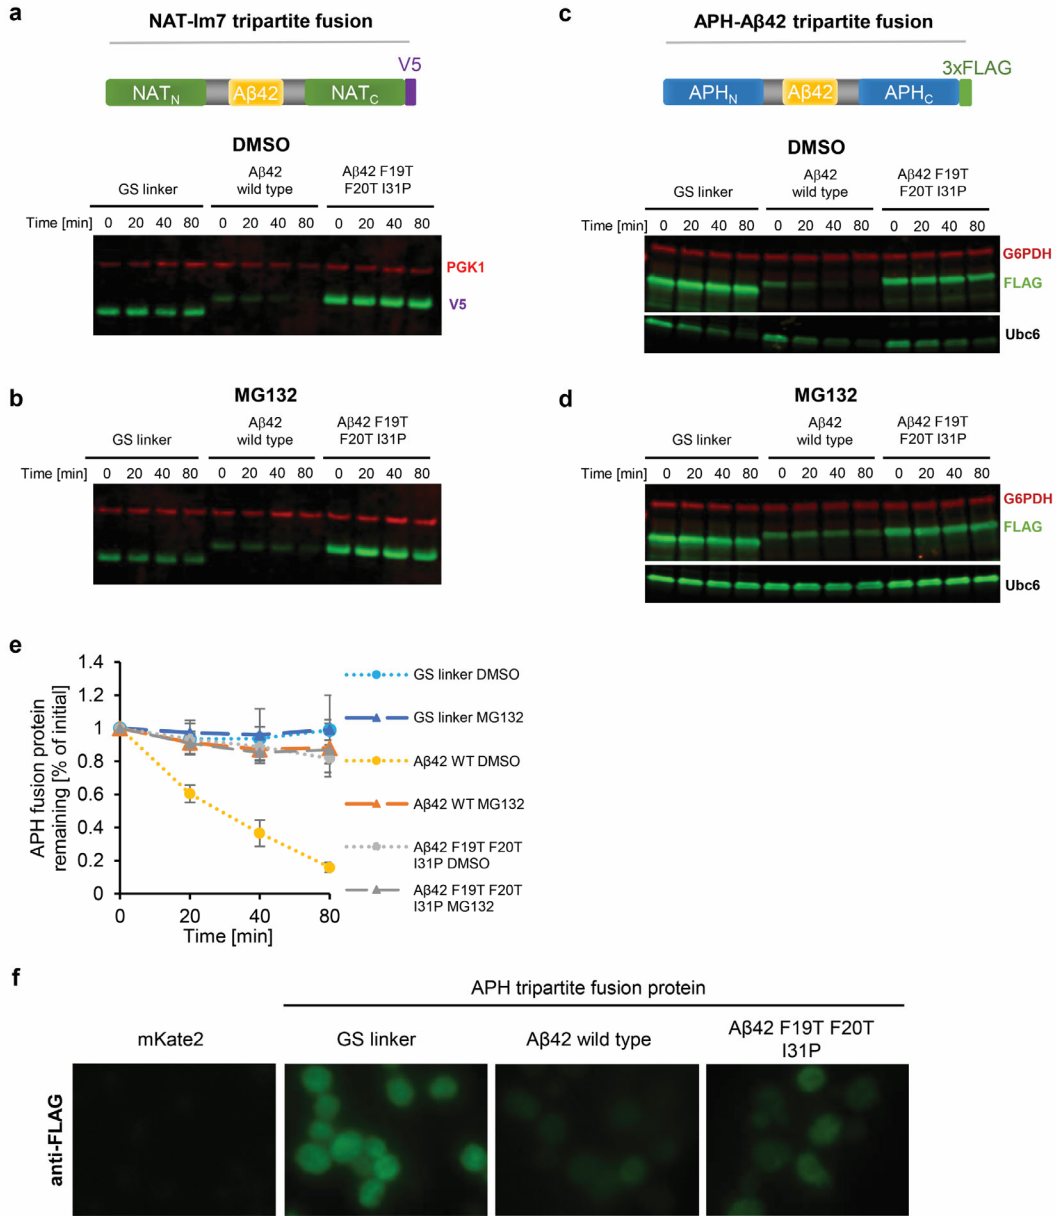 a
NAT-Im7 tripartite fusion
V5
NATN
Aβ42
NATC
DMSO
GS linker
Aβ42
wild type
Aβ42 F19T
F20T I31P
Time [min]
0 20 40 80 0 20 40 80 0 20 40 80
PGK1
V5
b
MG132
GS linker
Aβ42
wild type
Aβ42 F19T
F20T I31P
Time [min]
0 20 40 80 0 20 40 80 0 20 40 80
c
APH-Aβ42 tripartite fusion
3xFLAG
APHN
Aβ42
APHC
DMSO
GS linker
Aβ42
wild type
Aβ42 F19T
F20T I31P
Time [min]
0 20 40 80 0 20 40 80 0 20 40 80
G6PDH
FLAG
Ubc6
d
MG132
GS linker
Aβ42
wild type
Aβ42 F19T
F20T I31P
Time [min]
0 20 40 80 0 20 40 80 0 20 40 80
G6PDH
FLAG
Ubc6
e
APH fusion protein
remaining [% of initial]
1.4
1.2
1
0.8
0.6
0.4
0.2
0
0 20 40 80
Time [min]
GS linker DMSO
GS linker MG132
Aβ42 WT DMSO
Aβ42 WT MG132
Aβ42 F19T F20T
I31P DMSO
Aβ42 F19T F20T
I31P MG132
f
APH tripartite fusion protein
mKate2
GS linker
Aβ42 wild type
Aβ42 F19T F20T
I31P
anti-FLAG